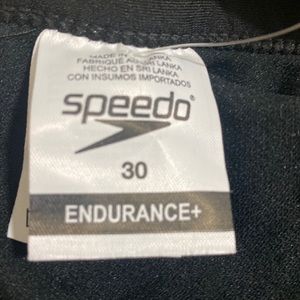 MADE IN SRI LANKA
FABRIQUE AU SRI LANKA
HECHO EN SRI LANKA
CON INSUMOS IMPORTADOS
speedo
30
ENDURANCE+